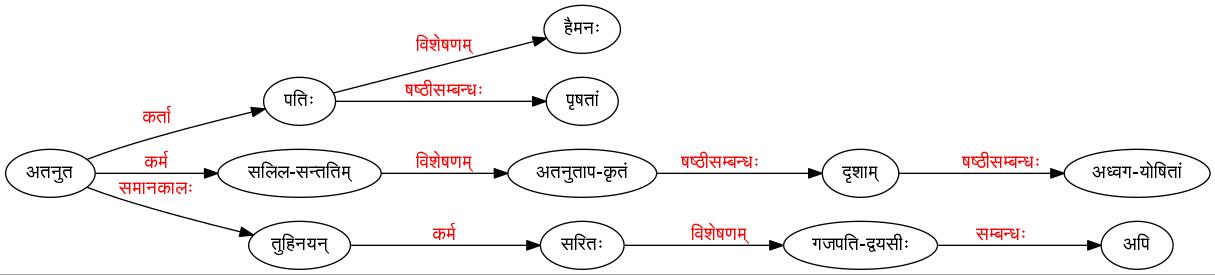 हैमनः
विशेषणम्
पतिः
षष्ठीसम्बन्धः
पृषतां
कर्ता
अतनुत
कर्म
सलिल-सन्ततिम्
विशेषणम्
अतनुताप-कृतं
षष्ठीसम्बन्धः
दृशाम्
षष्ठीसम्बन्धः
अध्वग-योषितां
समानकालः
तुहिनयन्
कर्म
सरितः
विशेषणम्
गजपति-द्वयसीः
सम्बन्धः
अपि